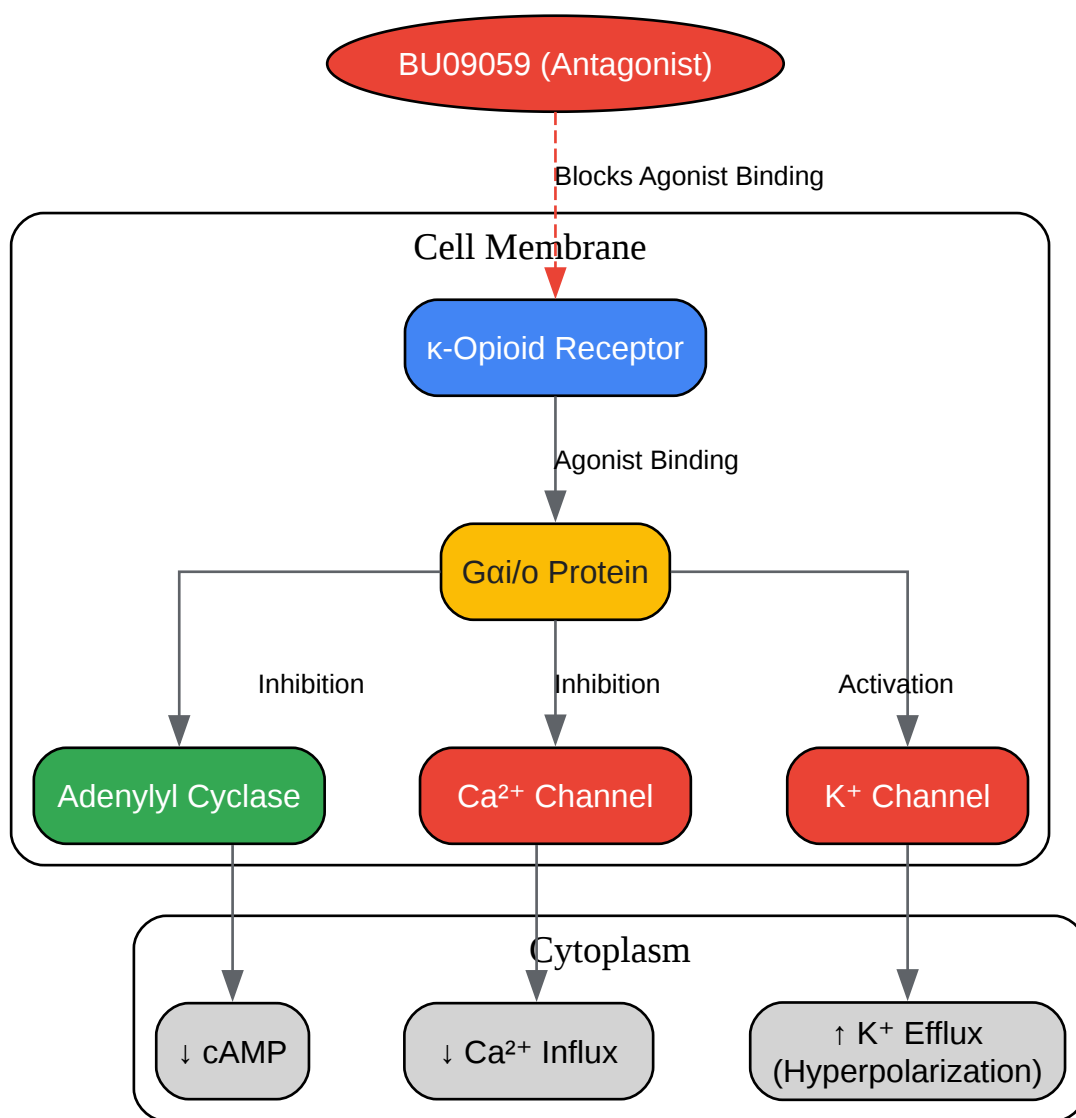 BU09059 (Antagonist)
Blocks Agonist Binding
Cell Membrane
κ-Opioid Receptor
Agonist Binding
Gαi/o Protein
Inhibition
Inhibition
Activation
Adenylyl Cyclase
Ca²⁺ Channel
K⁺ Channel
Cytoplasm
↓ cAMP
↓ Ca²⁺ Influx
↑ K⁺ Efflux
(Hyperpolarization)